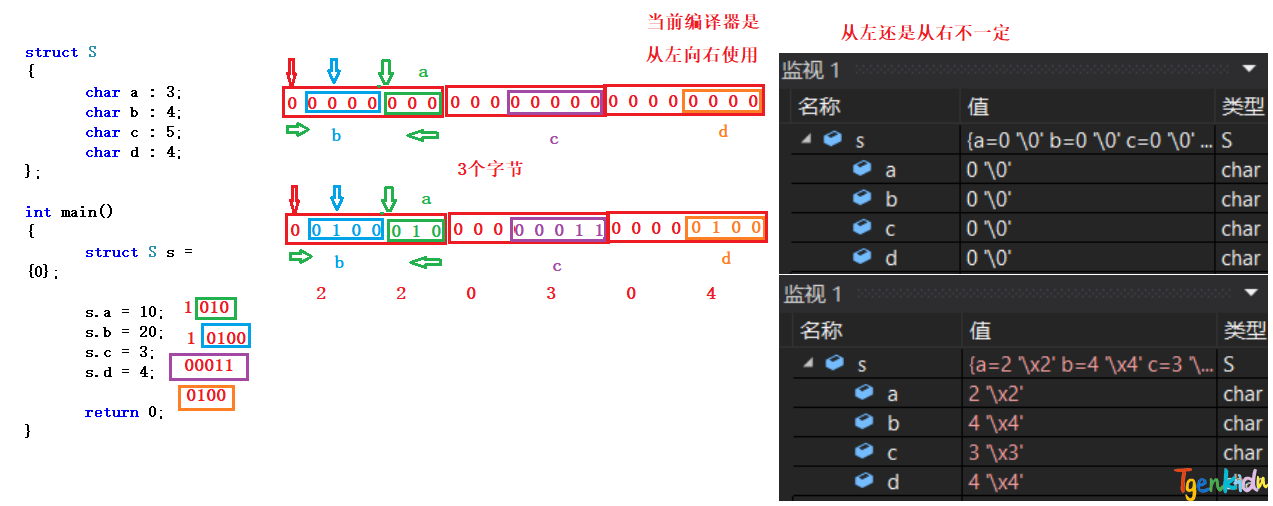 struct S
{
char a : 3;
char b : 4;
char c : 5;
char d : 4;
};
int main()
{
struct S s =
{0};
s.a = 10;
s.b = 20;
s.c = 3;
s.d = 4;
return 0;
}
1 010
1 0100
00011
0100
当前编译器是
从左向右使用
a
0 0 0 0 0 0 0 0 0 0 0 0 0 0 0 0 0 0 0 0 0 0 0 0
b
c
d
3个字节
a
0 0 1 0 0 0 1 0 0 0 0 0 0 0 1 1 0 0 0 0 0 1 0 0
b
c
d
2 2 0 3 0 4
从左还是从右不一定
监视 1
名称 值 类型
s {a=0 '\0' b=0 '\0' c=0 '\0' ... S
a 0 '\0' char
b 0 '\0' char
c 0 '\0' char
d 0 '\0' char
监视 1
名称 值 类型
s {a=2 '\x2' b=4 '\x4' c=3 '\... S
a 2 '\x2' char
b 4 '\x4' char
c 3 '\x3' char
d 4 '\x4' char